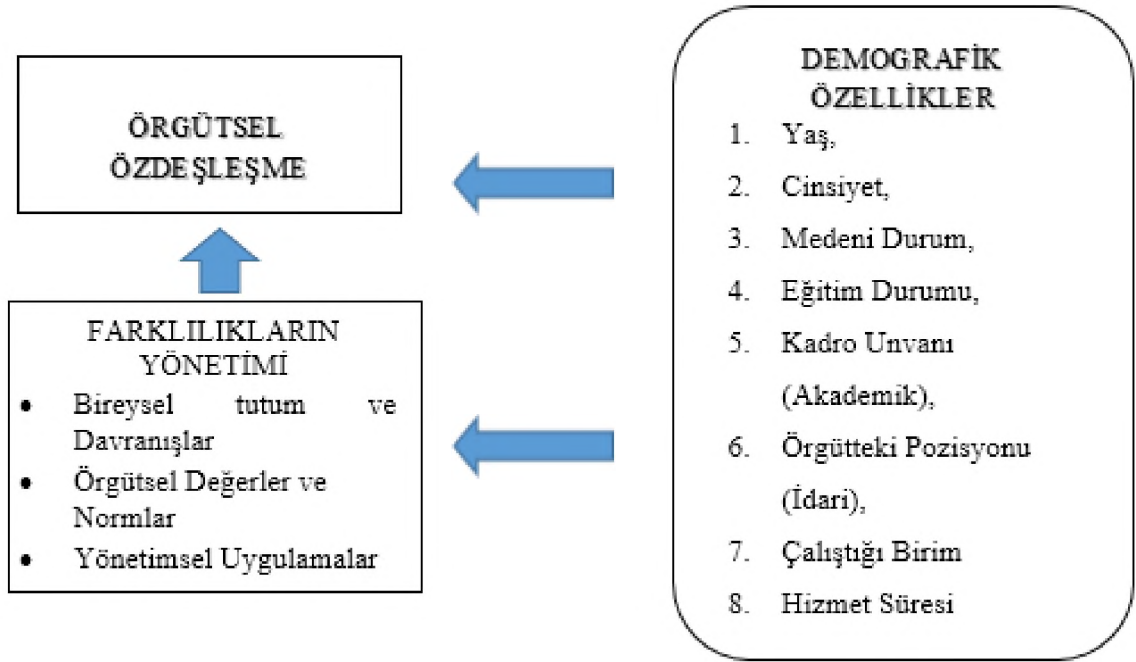 ÖRGÜTSEL
ÖZDEŞLEŞME
FARKLILIKLARIN
YÖNETİMİ
• Bireysel tutum ve
Davranışlar
• Örgütsel Değerler ve
Normlar
• Yönetimsel Uygulamalar
DEMOGRAFİK
ÖZELLİKLER
1. Yaş,
2. Cinsiyet,
3. Medeni Durum,
4. Eğitim Durumu,
5. Kadro Unvanı
(Akademik),
6. Örgütteki Pozisyonu
(İdari),
7. Çalıştığı Birim
8. Hizmet Süresi